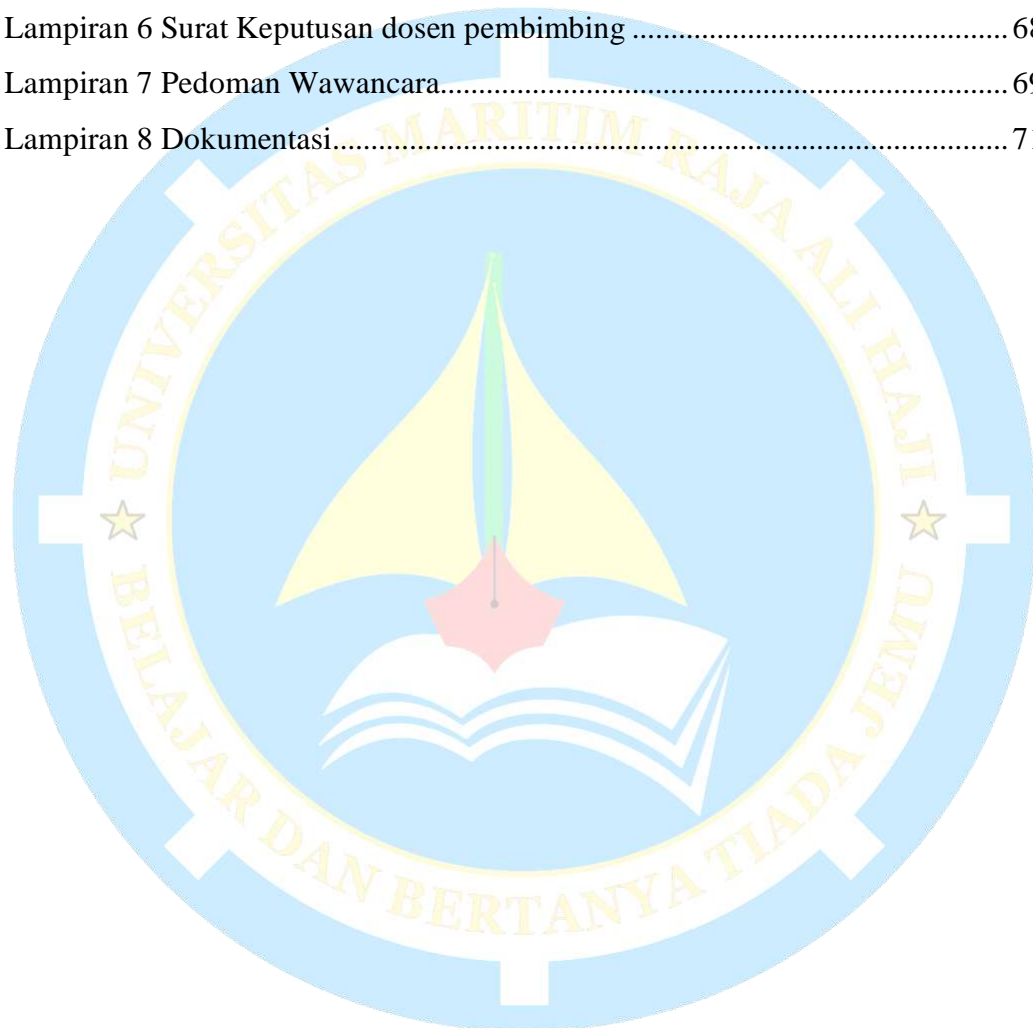 Lampiran 6 Surat Keputusan dosen pembimbing ........................................ 68
Lampiran 7 Pedoman Wawancara............................................................. 69
Lampiran 8 Dokumentasi......................................................................... 71
UNIVERSITAS MARITIM RAJA ALI HAJI
BELAJAR DAN BERTANYA TIADA JEMU